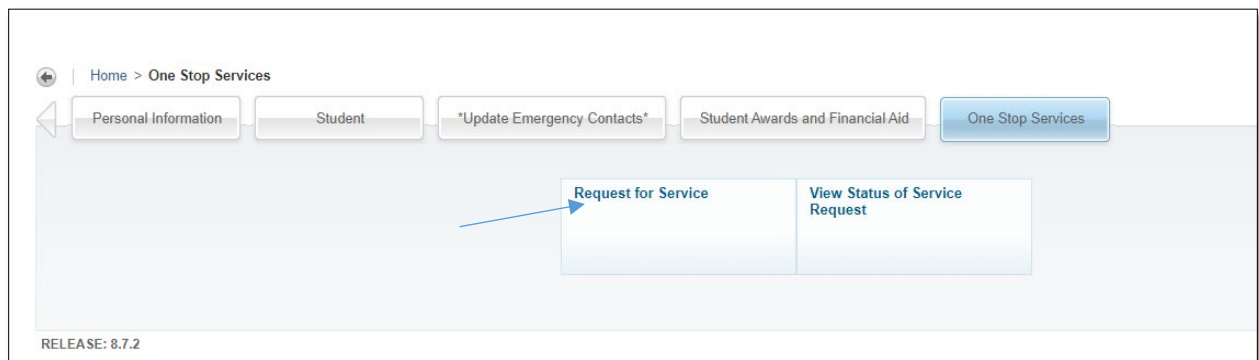 Home > One Stop Services
Personal Information Student *Update Emergency Contacts* Student Awards and Financial Aid One Stop Services
Request for Service
View Status of Service
Request
RELEASE: 8.7.2